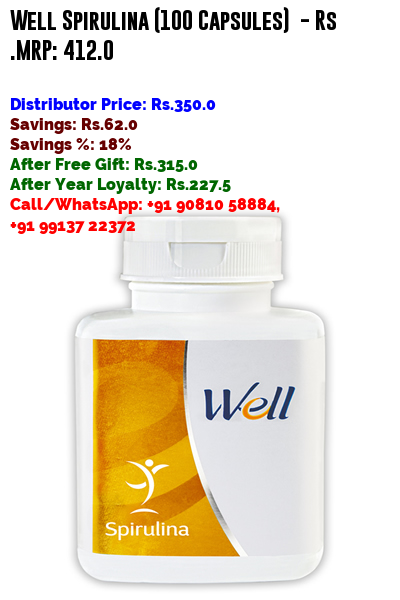 Well Spirulina (100 Capsules) - Rs
.MRP: 412.0
Distributor Price: Rs.350.0
Savings: Rs.62.0
Savings %: 18%
After Free Gift: Rs.315.0
After Year Loyalty: Rs.227.5
Call/WhatsApp: +91 90810 58884,
+91 99137 22372
Well
Spirulina